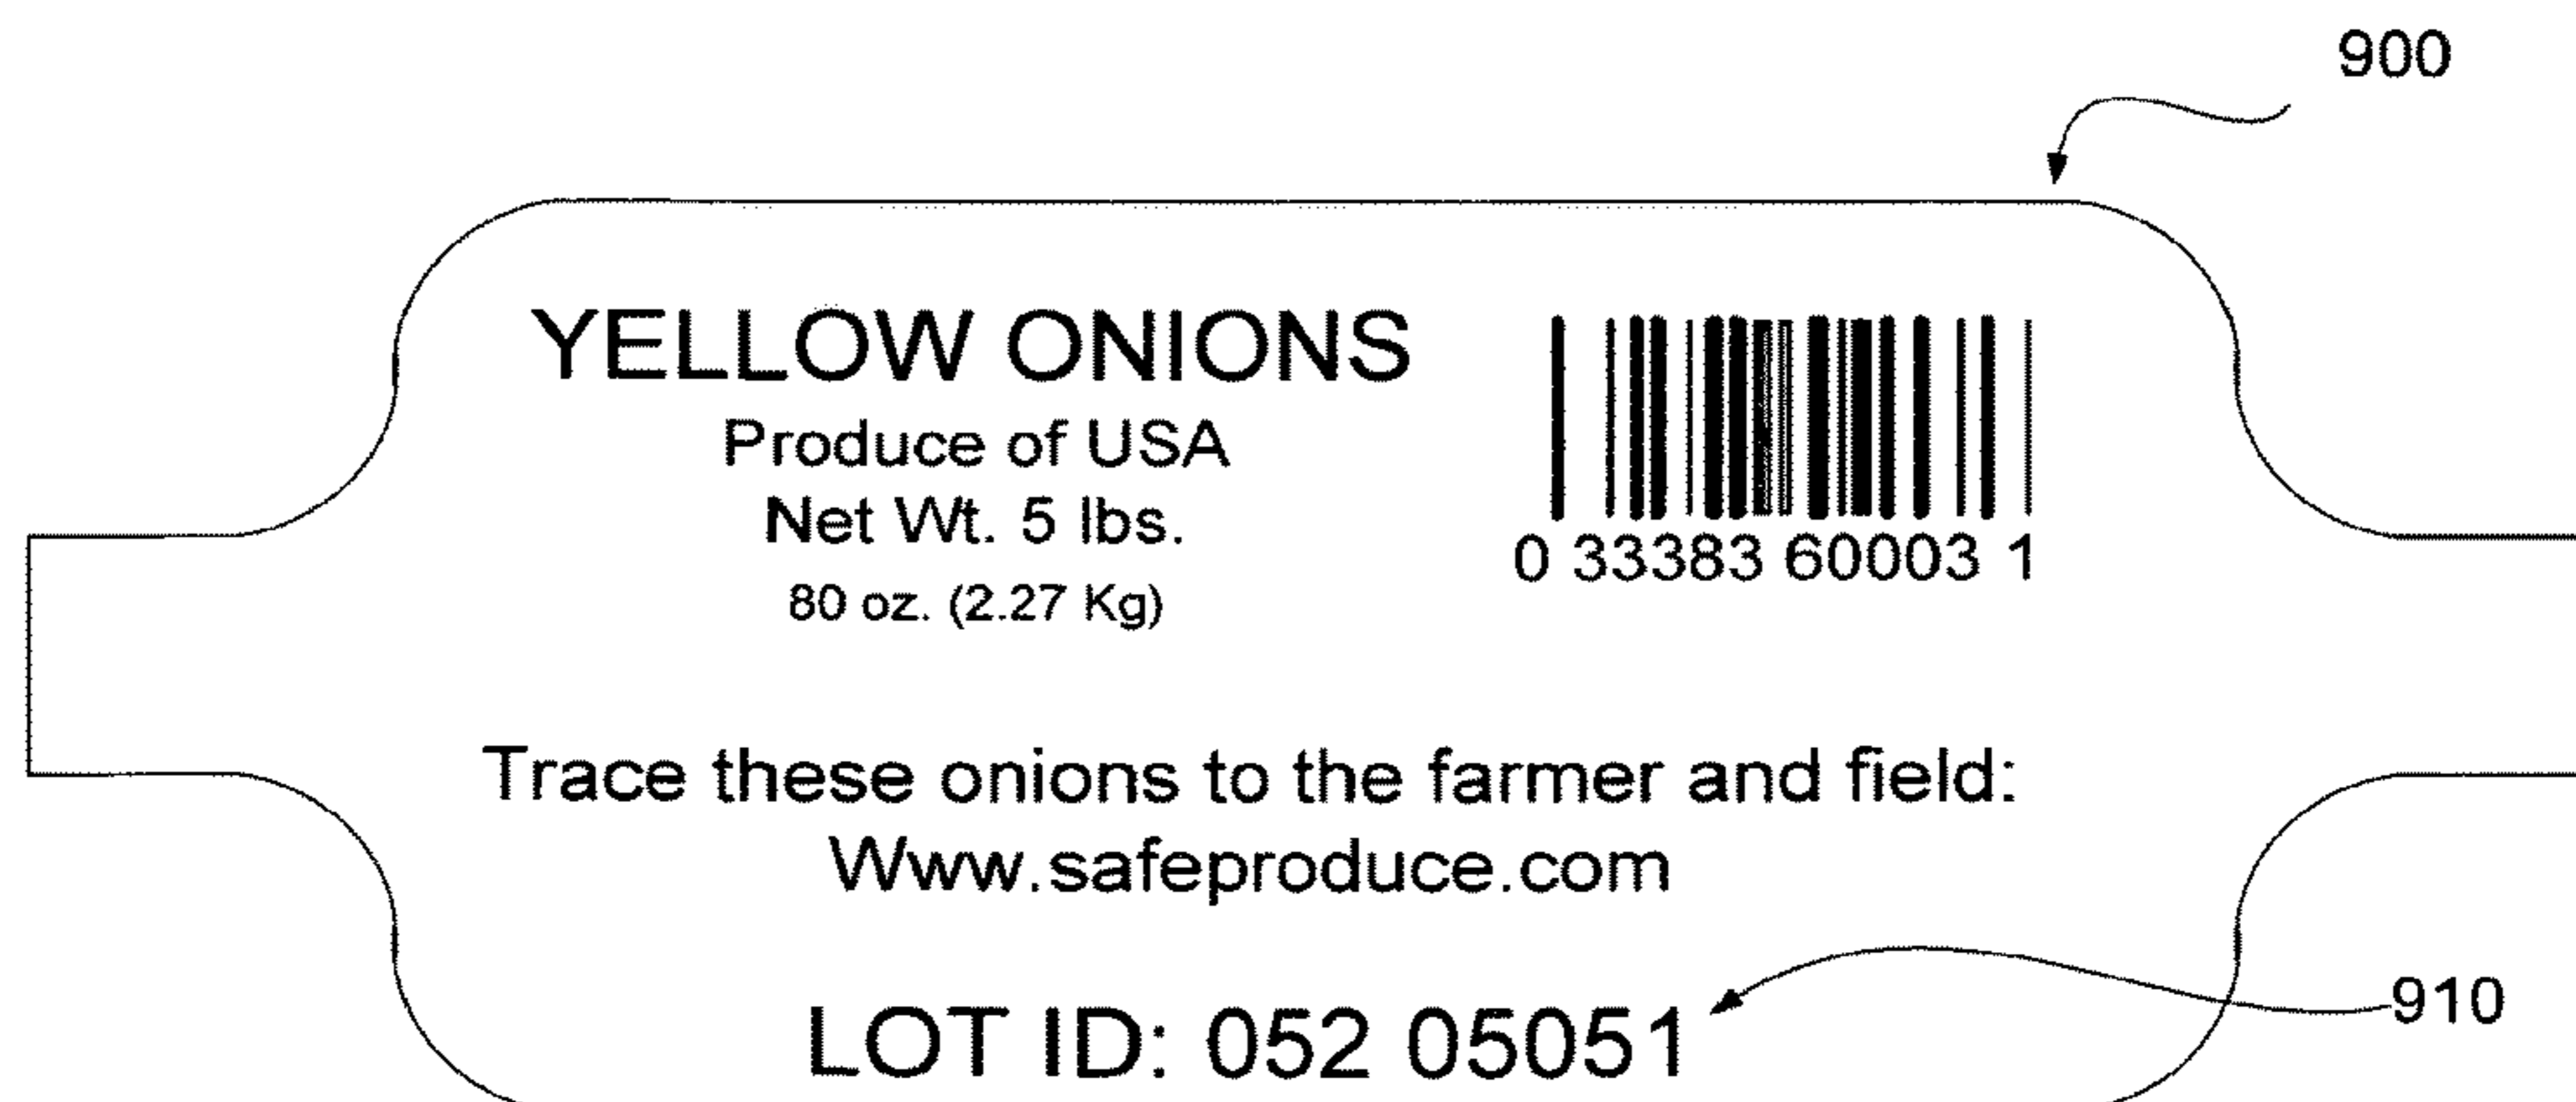 900
YELLOW ONIONS
Produce of USA
Net Wt. 5 lbs.
80 oz. (2.27 Kg)
0 33383 60003 1
Trace these onions to the farmer and field:
Www.safeproduce.com
LOT ID: 052 05051
910